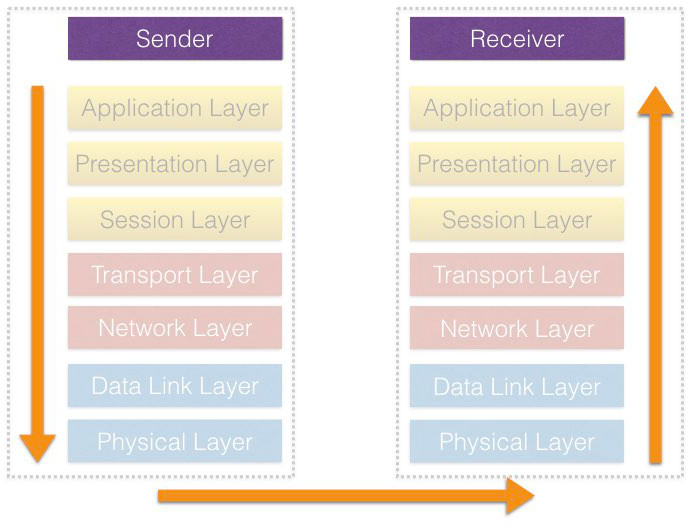 Sender
Application Layer
Presentation Layer
Session Layer
Transport Layer
Network Layer
Data Link Layer
Physical Layer
Receiver
Application Layer
Presentation Layer
Session Layer
Transport Layer
Network Layer
Data Link Layer
Physical Layer